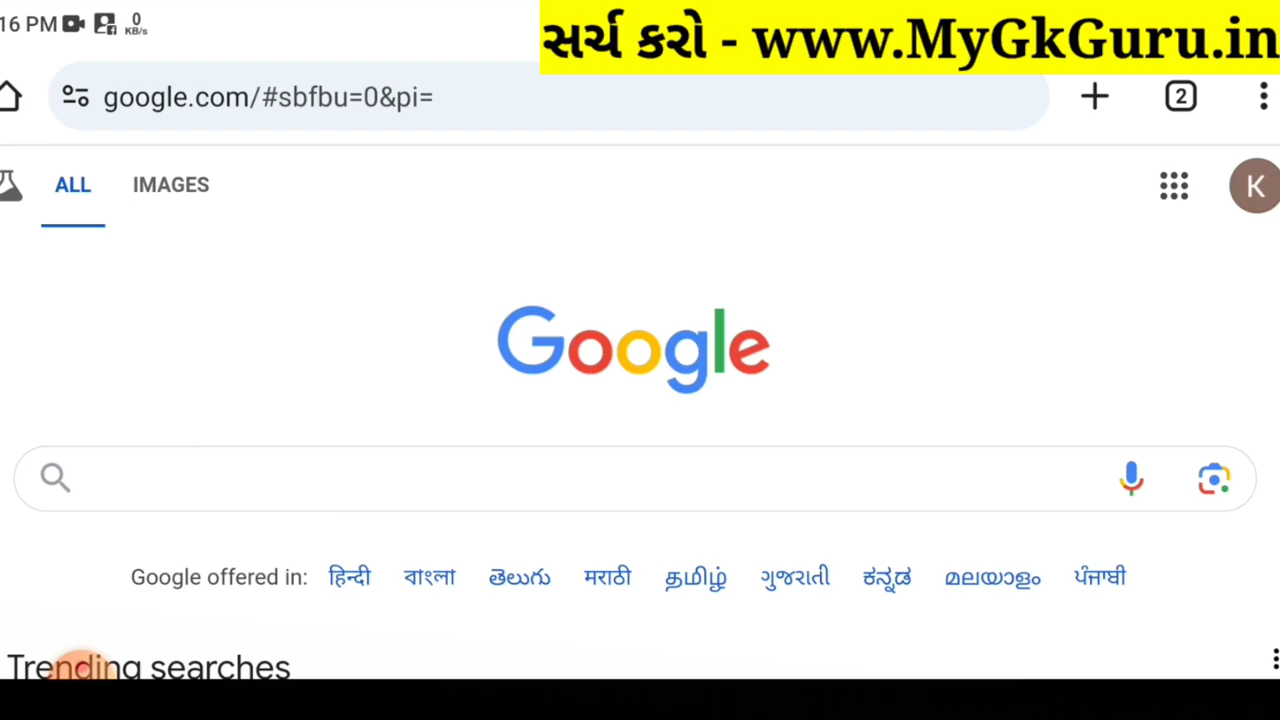 16 PM 0 KB/s
સર્ચ કરો - www.MyGkGuru.in
google.com/#sbfbu=0&pi=
2
ALL IMAGES
K
Google
Google offered in: हिन्दी বাংলা తెలుగు मराठी தமிழ் ગુજરાતી ಕನ್ನಡ മലയാളം ਪੰਜਾਬੀ
Trending searches